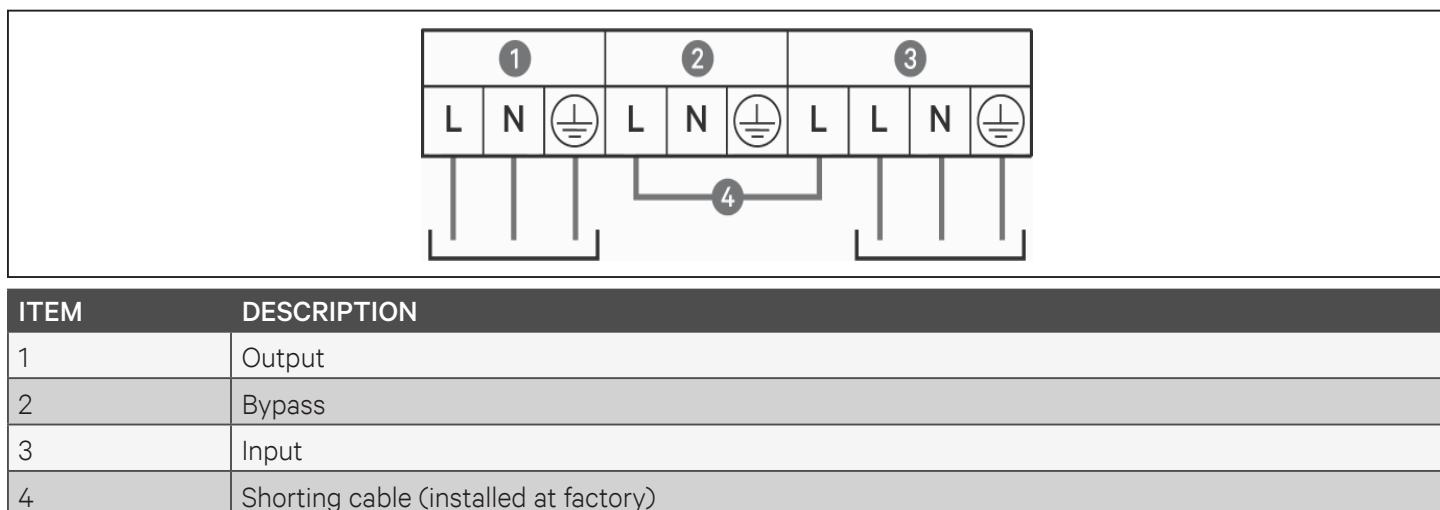 1 2 3
L N L N L L N
4
ITEM DESCRIPTION
1 Output
2 Bypass
3 Input
4 Shorting cable (installed at factory)